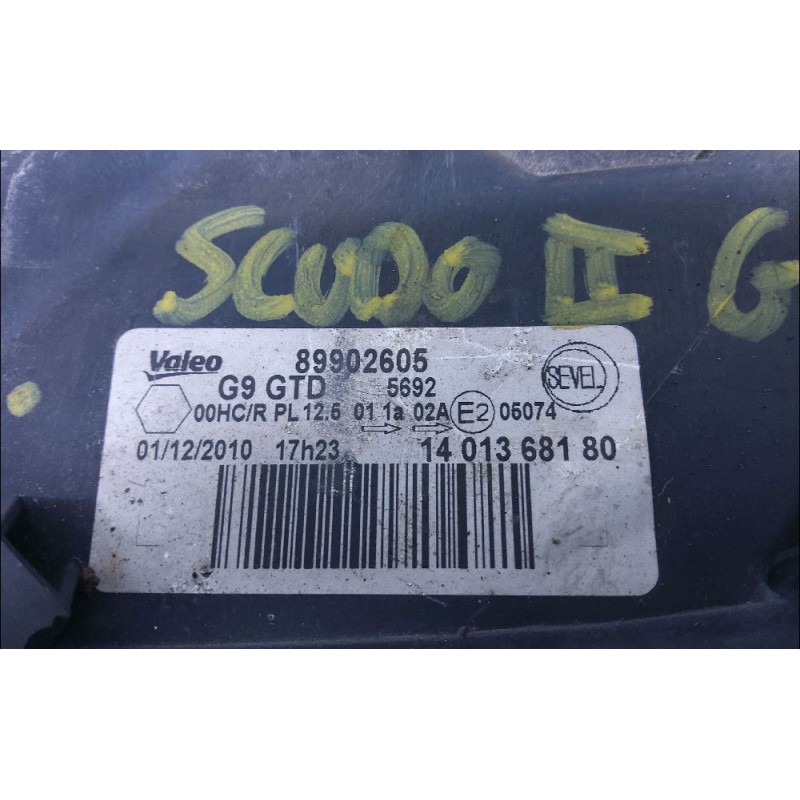 SCUDO II G
Valeo 89902605
G9 GTD 5692 SEVEL
00HC/R PL 12.5 01 1a 02A E2 05074
01/12/2010 17h23 14 013 681 80